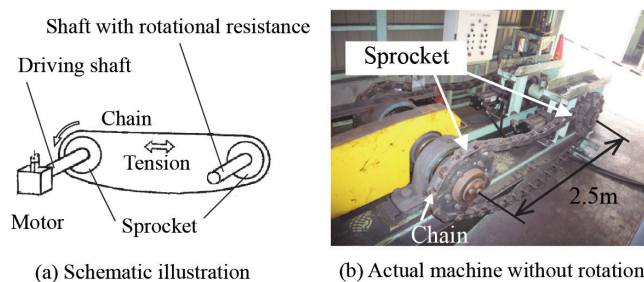 Shaft with rotational resistance
Driving shaft
Chain
Tension
Motor
Sprocket
(a) Schematic illustration
Sprocket
2.5m
Chain
(b) Actual machine without rotation